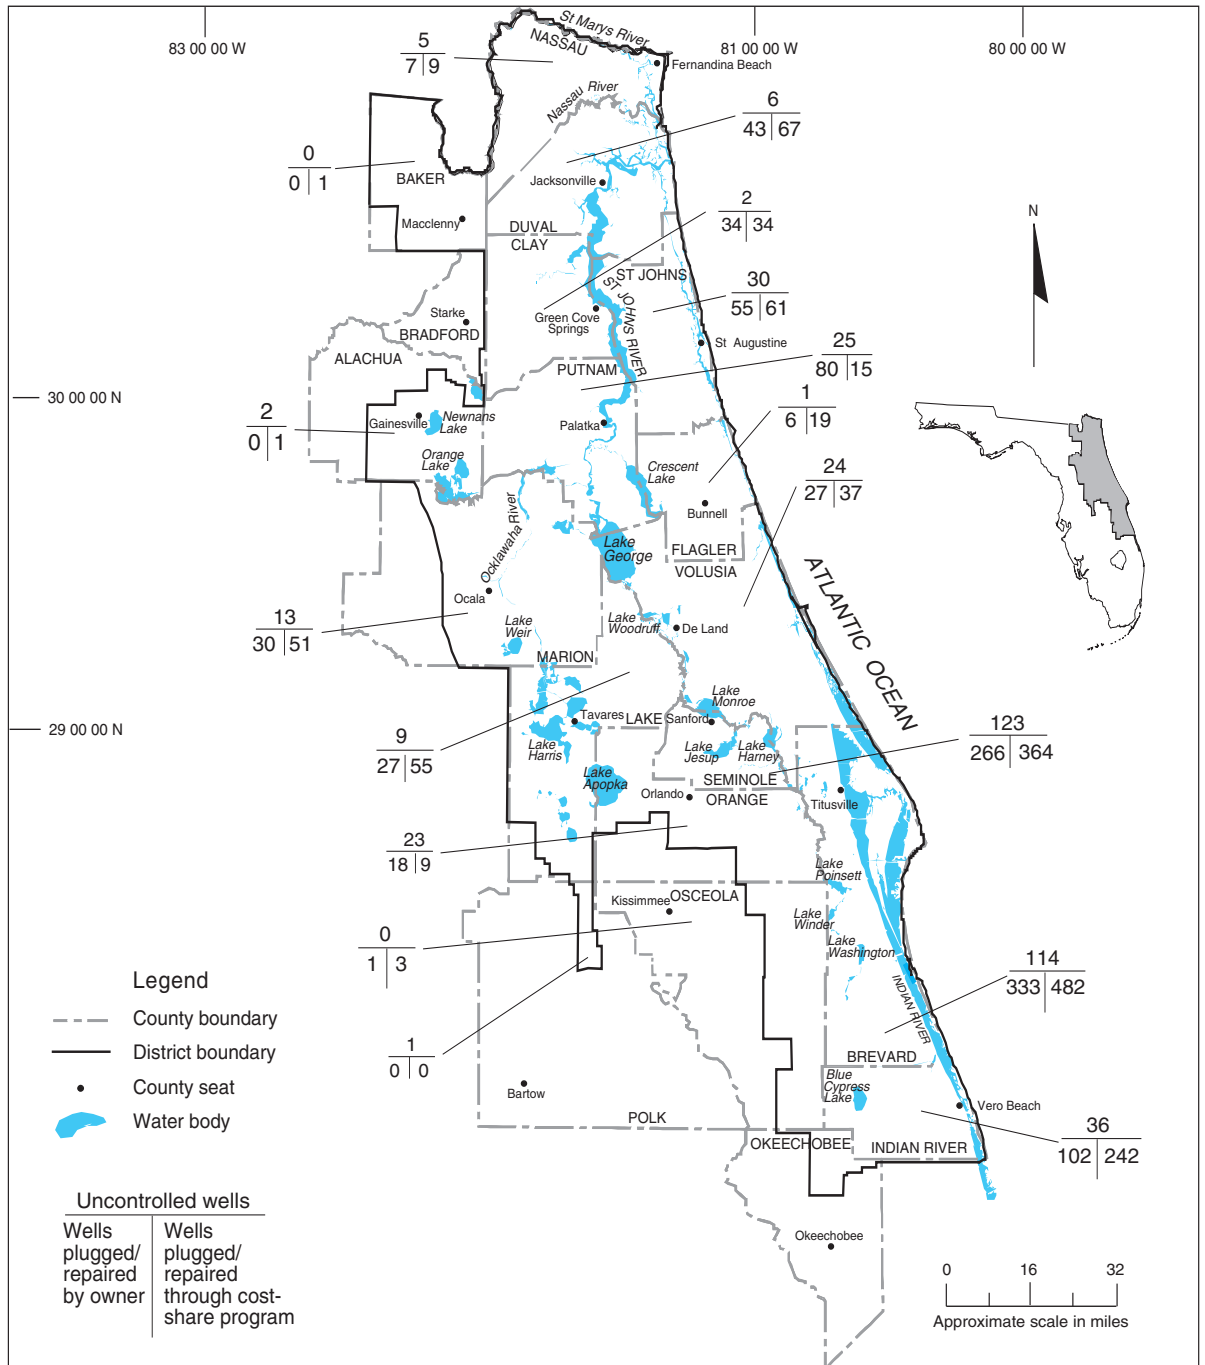 83 00 00 W
81 00 00 W
80 00 00 W
St Marys River
NASSAU
5
7 | 9
Fernandina Beach
Nassau River
6
43 | 67
0
0 | 1
BAKER
Jacksonville
Macclenny
2
34 | 34
DUVAL
CLAY
ST JOHNS
ST JOHNS RIVER
30
55 | 61
Starke
BRADFORD
Green Cove
Springs
St Augustine
ALACHUA
25
80 | 15
PUTNAM
30 00 00 N
1
6 | 19
2
0 | 1
Gainesville
Newnans
Lake
Palatka
Orange
Lake
Crescent
Lake
24
27 | 37
Ocklawaha River
Bunnell
Lake
George
FLAGLER
VOLUSIA
ATLANTIC OCEAN
Ocala
13
30 | 51
Lake
Weir
Lake
Woodruff
De Land
MARION
Lake
Monroe
29 00 00 N
Tavares
LAKE
Sanford
9
27 | 55
Lake
Harris
Lake
Jesup
Lake
Harney
123
266 | 364
Lake
Apopka
SEMINOLE
Orlando
ORANGE
Titusville
23
18 | 9
Lake
Poinsett
OSCEOLA
Kissimmee
Lake
Winder
0
1 | 3
Lake
Washington
114
333 | 482
INDIAN RIVER
1
0 | 0
BREVARD
Bartow
Blue
Cypress
Lake
Vero Beach
POLK
OKEECHOBEE
INDIAN RIVER
36
102 | 242
Okeechobee
N
Legend
County boundary
District boundary
County seat
Water body
Uncontrolled wells
Wells
plugged/
repaired
by owner
Wells
plugged/
repaired
through cost-
share program
0 16 32
Approximate scale in miles